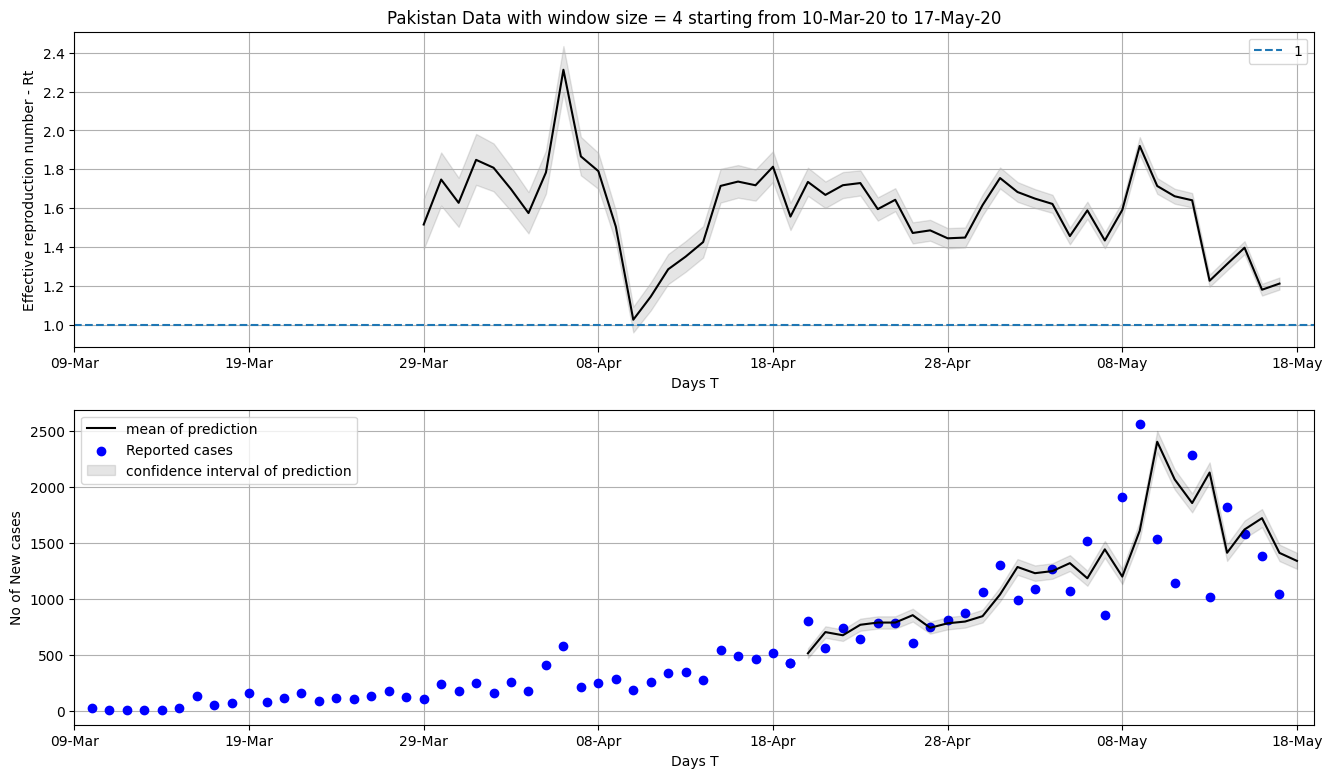 Pakistan Data with window size = 4 starting from 10-Mar-20 to 17-May-20
Effective reproduction number - Rt
2.4
2.2
2.0
1.8
1.6
1.4
1.2
1.0
1
09-Mar 19-Mar 29-Mar 08-Apr 18-Apr 28-Apr 08-May 18-May
Days T
No of New cases
2500
2000
1500
1000
500
0
mean of prediction
Reported cases
confidence interval of prediction
09-Mar 19-Mar 29-Mar 08-Apr 18-Apr 28-Apr 08-May 18-May
Days T